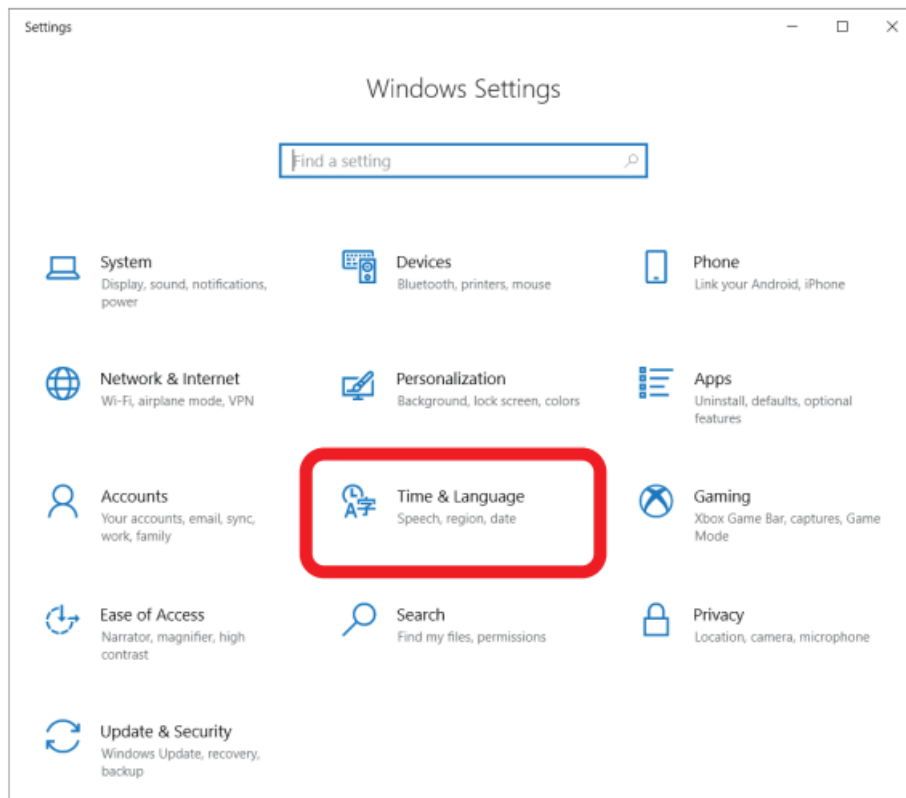 Settings
Windows Settings
Find a setting
System
Display, sound, notifications,
power
Devices
Bluetooth, printers, mouse
Phone
Link your Android, iPhone
Network & Internet
Wi-Fi, airplane mode, VPN
Personalization
Background, lock screen, colors
Apps
Uninstall, defaults, optional
features
Accounts
Your accounts, email, sync,
work, family
Time & Language
Speech, region, date
Gaming
Xbox Game Bar, captures, Game
Mode
Ease of Access
Narrator, magnifier, high
contrast
Search
Find my files, permissions
Privacy
Location, camera, microphone
Update & Security
Windows Update, recovery,
backup